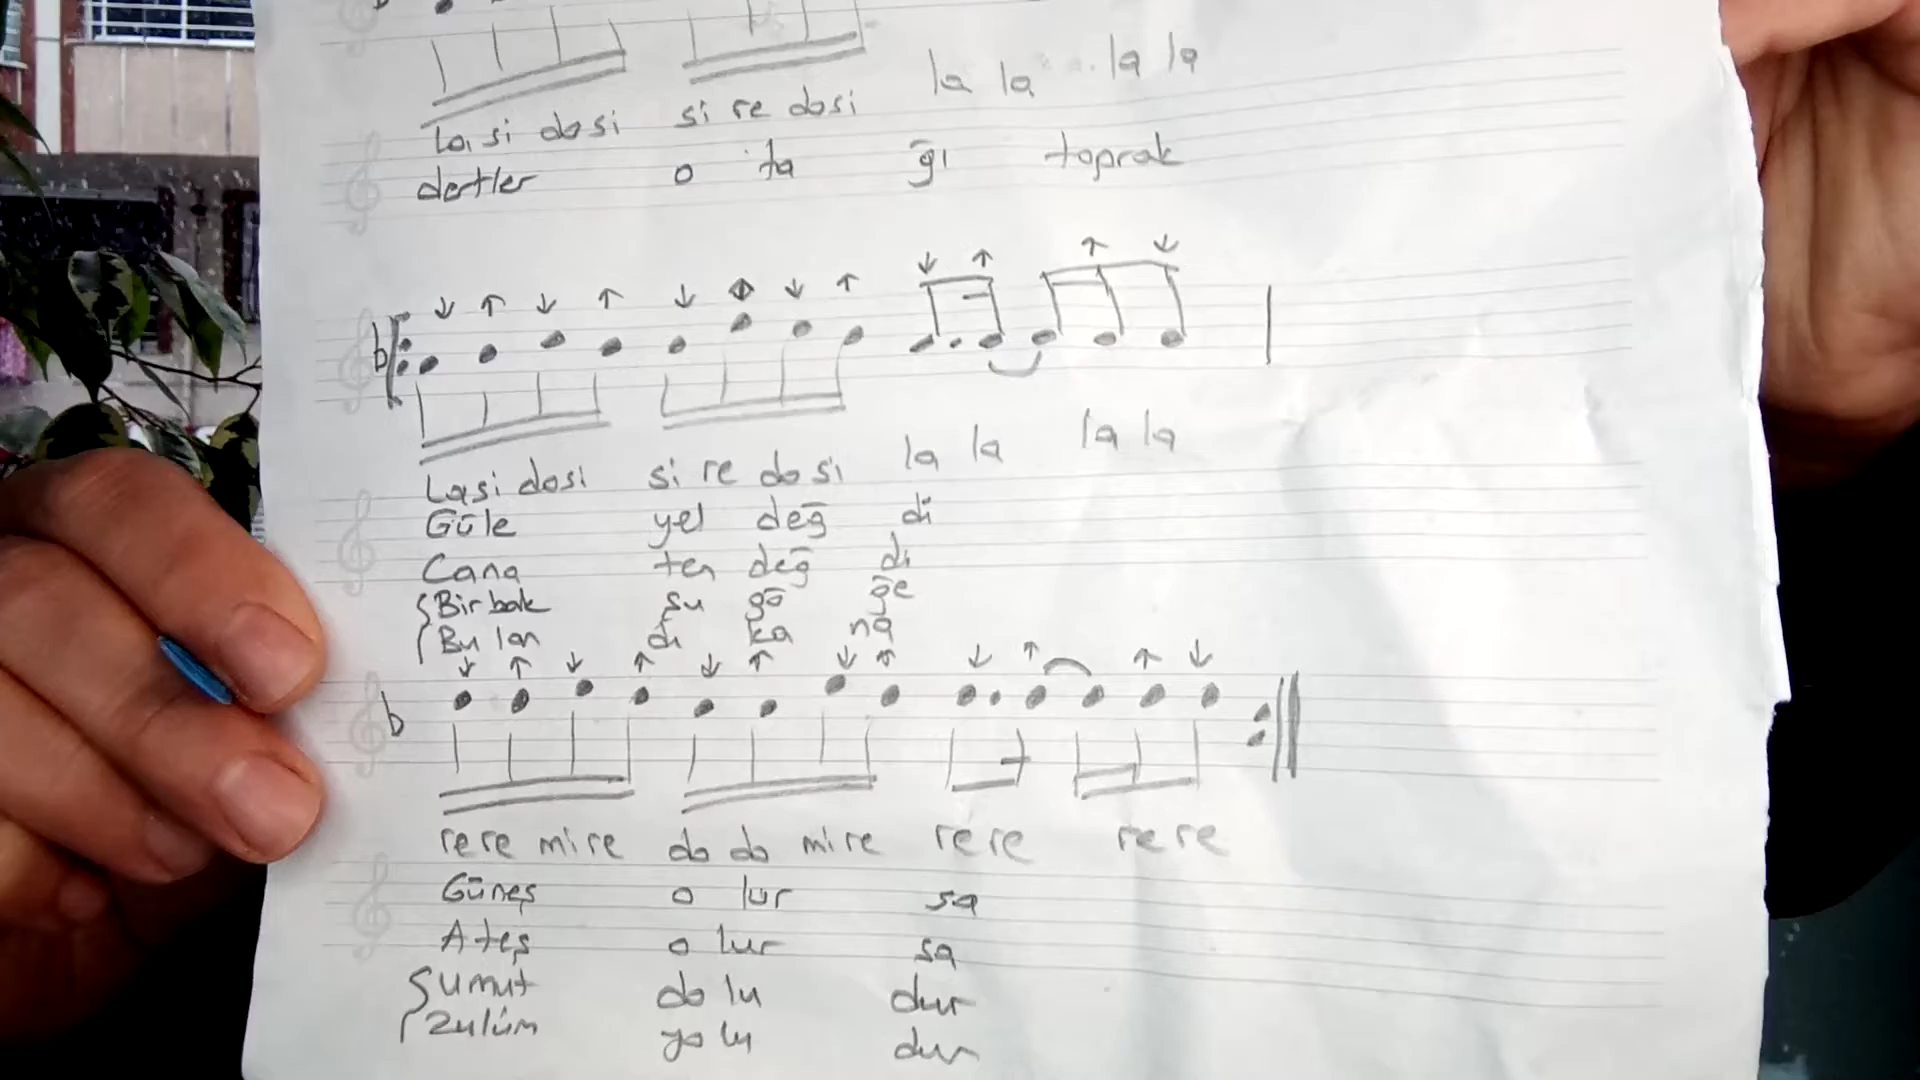 la si do si si re do si la la la la
dertler o ta ğı toprak
La si do si si re do si la la la la
Güle yel değ di
Cana ten değ di
Bir bak şu gö ğe
Bu lan dı ka na
re re mi re do do mi re re re re re
Güneş o lur sa
Ateş o lur sa
umut do lu dur
zulüm yo lu dur